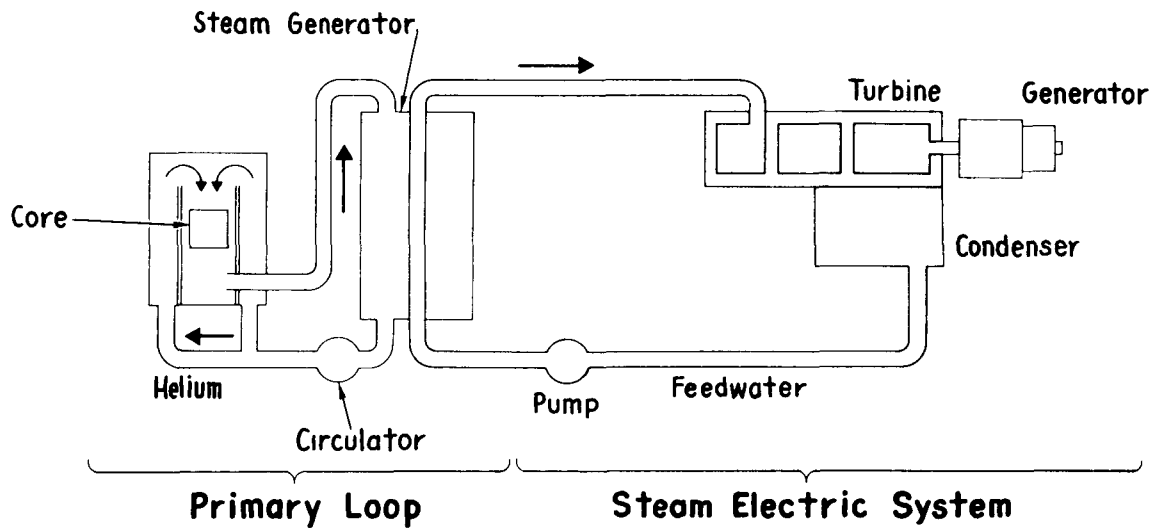 Steam Generator
Turbine
Generator
Core
Condenser
Helium
Pump
Feedwater
Circulator
Primary Loop
Steam Electric System